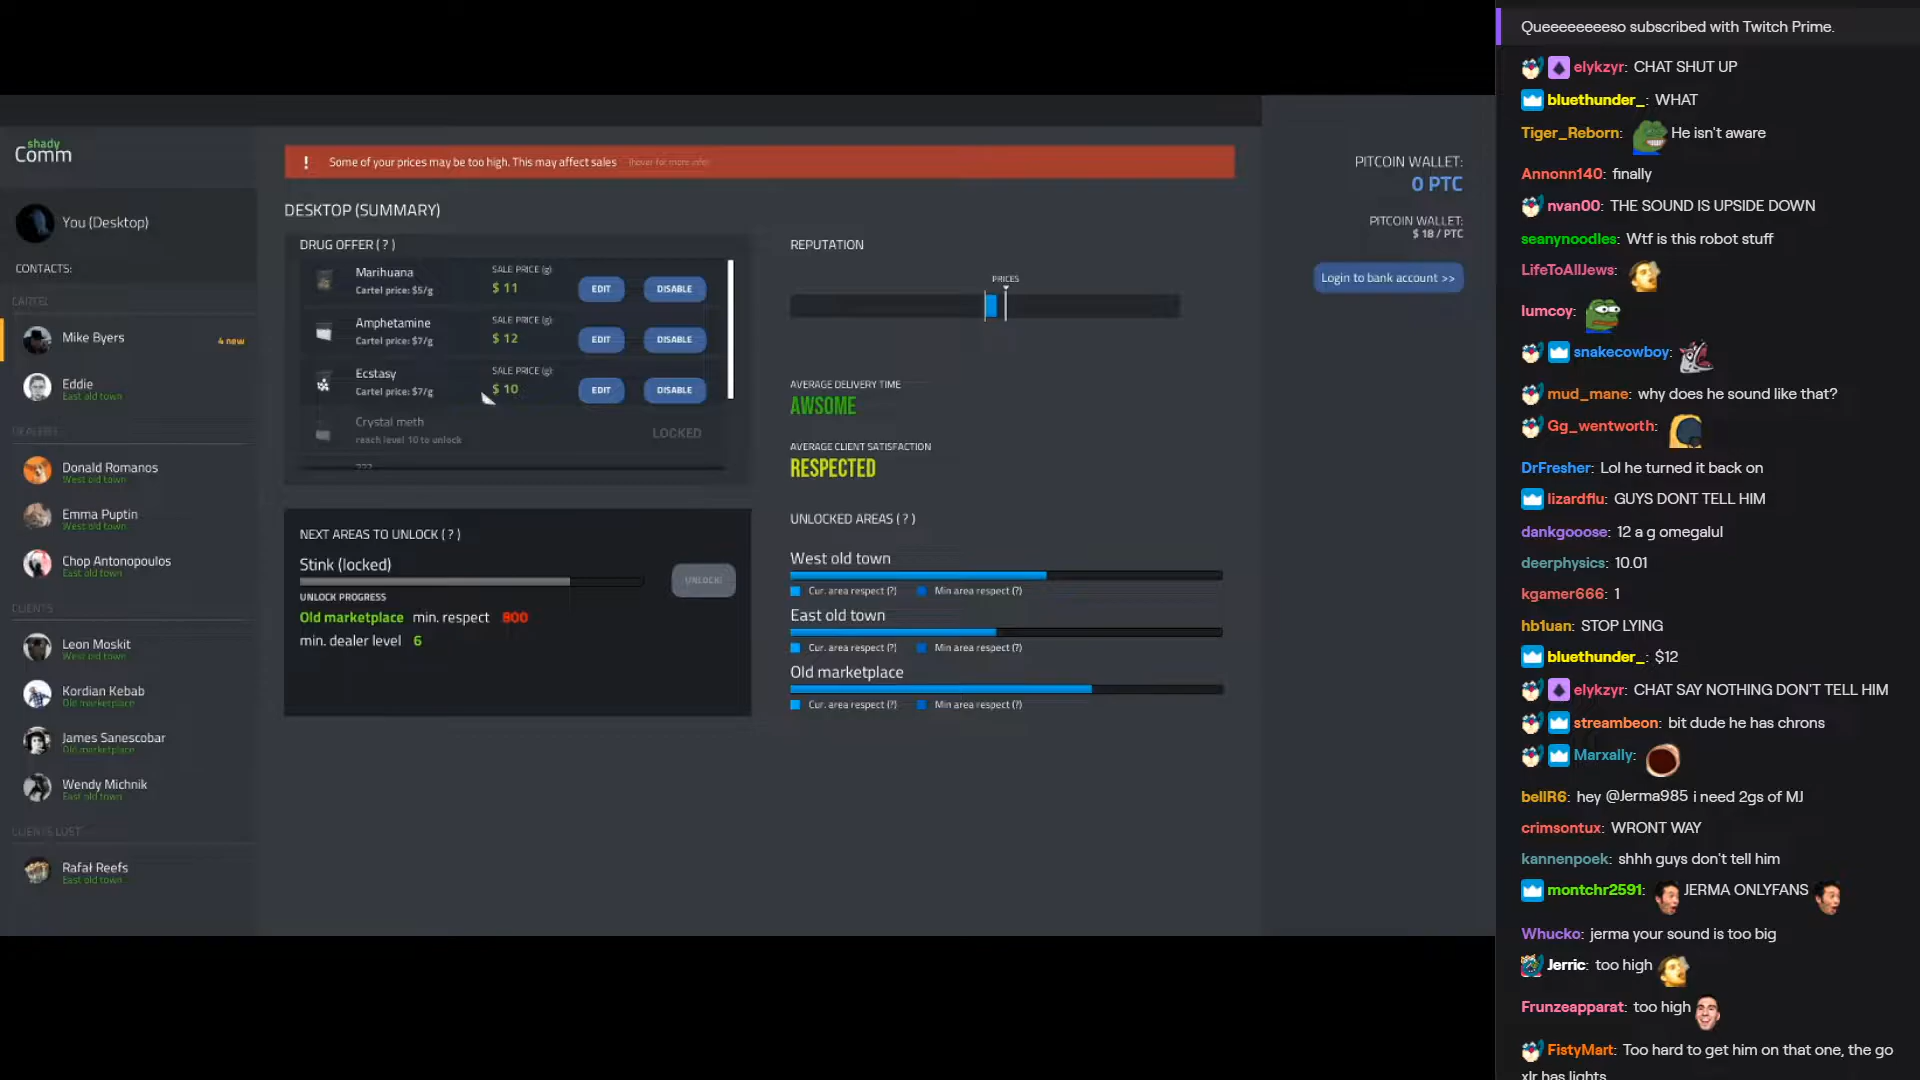 shady
Comm
You (Desktop)
CONTACTS:
CARTEL
Mike Byers
4 new
Eddie
East old town
DEALERS
Donald Romanos
West old town
Emma Puptin
West old town
Chop Antonopoulos
East old town
CLIENTS
Leon Moskit
West old town
Kordian Kebab
Old marketplace
James Sanescobar
Old marketplace
Wendy Michnik
East old town
CLIENTS LOST
Rafał Reefs
East old town
! Some of your prices may be too high. This may affect sales (hover for more info)
DESKTOP (SUMMARY)
DRUG OFFER ( ? )
Marihuana
Cartel price: $5/g
SALE PRICE (g):
$ 11
EDIT
DISABLE
Amphetamine
Cartel price: $7/g
SALE PRICE (g):
$ 12
EDIT
DISABLE
Ecstasy
Cartel price: $7/g
SALE PRICE (g):
$ 10
EDIT
DISABLE
Crystal meth
reach level 10 to unlock
LOCKED
???
NEXT AREAS TO UNLOCK ( ? )
Stink (locked)
UNLOCK!
UNLOCK PROGRESS
Old marketplace min. respect 800
min. dealer level 6
REPUTATION
PRICES
AVERAGE DELIVERY TIME
AWSOME
AVERAGE CLIENT SATISFACTION
RESPECTED
UNLOCKED AREAS ( ? )
West old town
Cur. area respect (?) Min area respect (?)
East old town
Cur. area respect (?) Min area respect (?)
Old marketplace
Cur. area respect (?) Min area respect (?)
PITCOIN WALLET:
0 PTC
PITCOIN WALLET:
$ 18 / PTC
Login to bank account >>
Queeeeeeeeso subscribed with Twitch Prime.
elykzyr: CHAT SHUT UP
bluethunder_: WHAT
Tiger_Reborn: He isn't aware
Annonn140: finally
nvan00: THE SOUND IS UPSIDE DOWN
seanynoodles: Wtf is this robot stuff
LifeToAllJews:
lumcoy:
snakecowboy:
mud_mane: why does he sound like that?
Gg_wentworth:
DrFresher: Lol he turned it back on
lizardflu: GUYS DONT TELL HIM
dankgooose: 12 a g omegalul
deerphysics: 10.01
kgamer666: 1
hb1uan: STOP LYING
bluethunder_: $12
elykzyr: CHAT SAY NOTHING DON'T TELL HIM
streambeon: bit dude he has chrons
Marxally:
bellR6: hey @Jerma985 i need 2gs of MJ
crimsontux: WRONT WAY
kannenpoek: shhh guys don't tell him
montchr2591: JERMA ONLYFANS
Whucko: jerma your sound is too big
Jerric: too high
Frunzeapparat: too high
FistyMart: Too hard to get him on that one, the go
xlr has lights